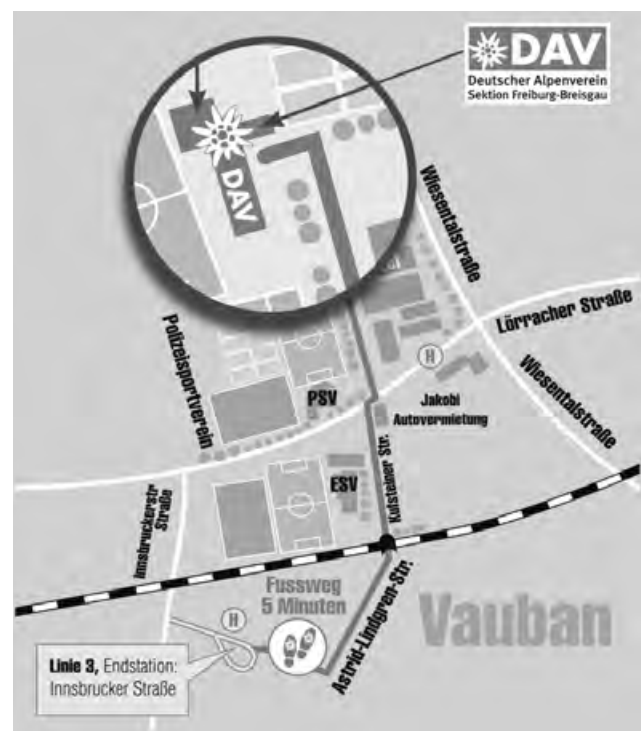 DAV
Deutscher Alpenverein
Sektion Freiburg-Breisgau
DAV
Wiesentalstraße
Lörracher Straße
Polizeisportverein
H
Wiesentalstraße
PSV
Jakobi
Autovermietung
Kufsteiner Str.
ESV
Innsbruckerstr
Straße
Fussweg
5 Minuten
H
Vauban
Astrid-Lindgren-Str.
Linie 3, Endstation:
Innsbrucker Straße